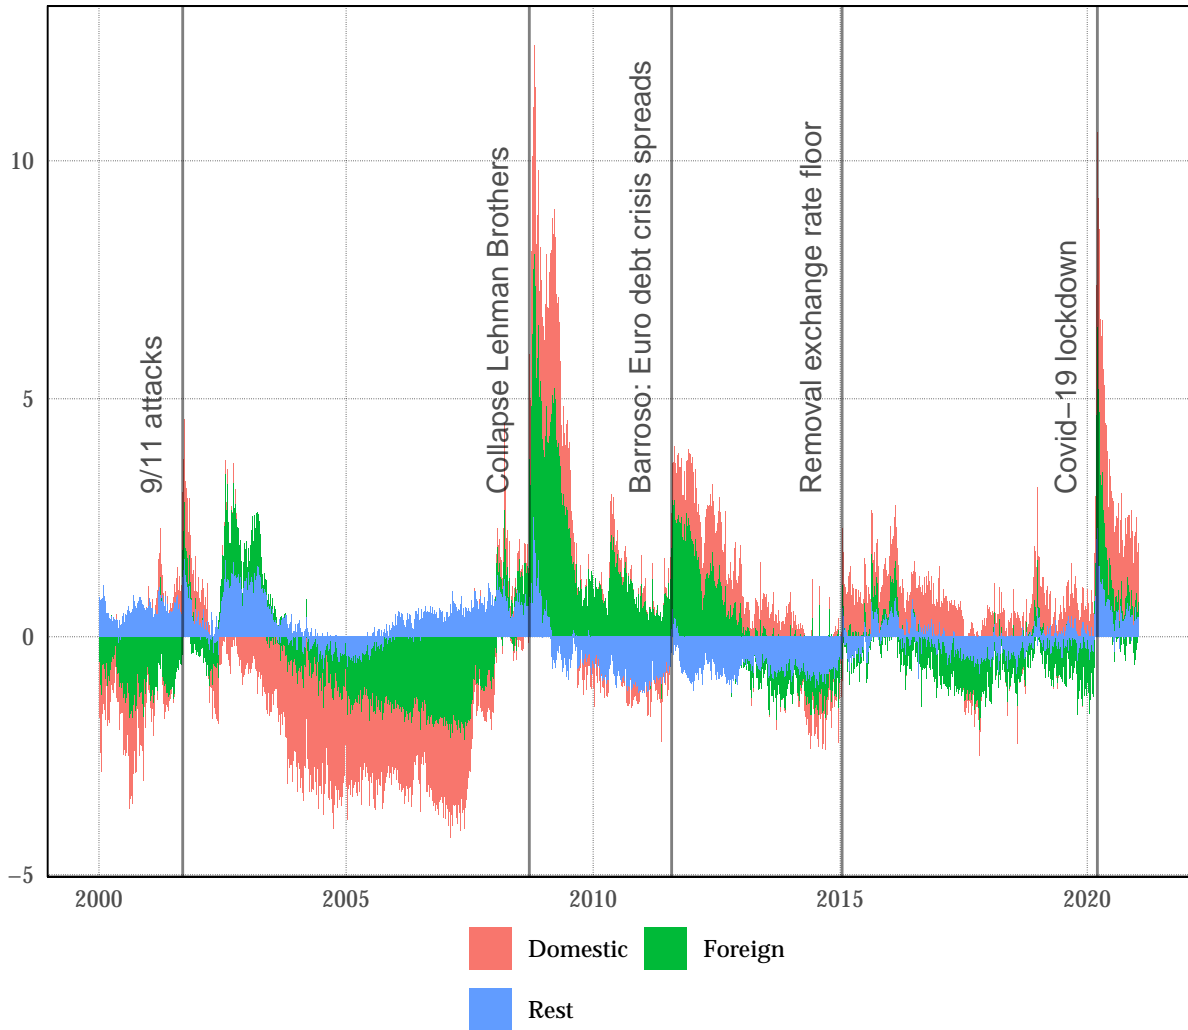 10
5
0
−5
9/11 attacks
Collapse Lehman Brothers
Barroso: Euro debt crisis spreads
Removal exchange rate floor
Covid−19 lockdown
2000
2005
2010
2015
2020
Domestic
Foreign
Rest